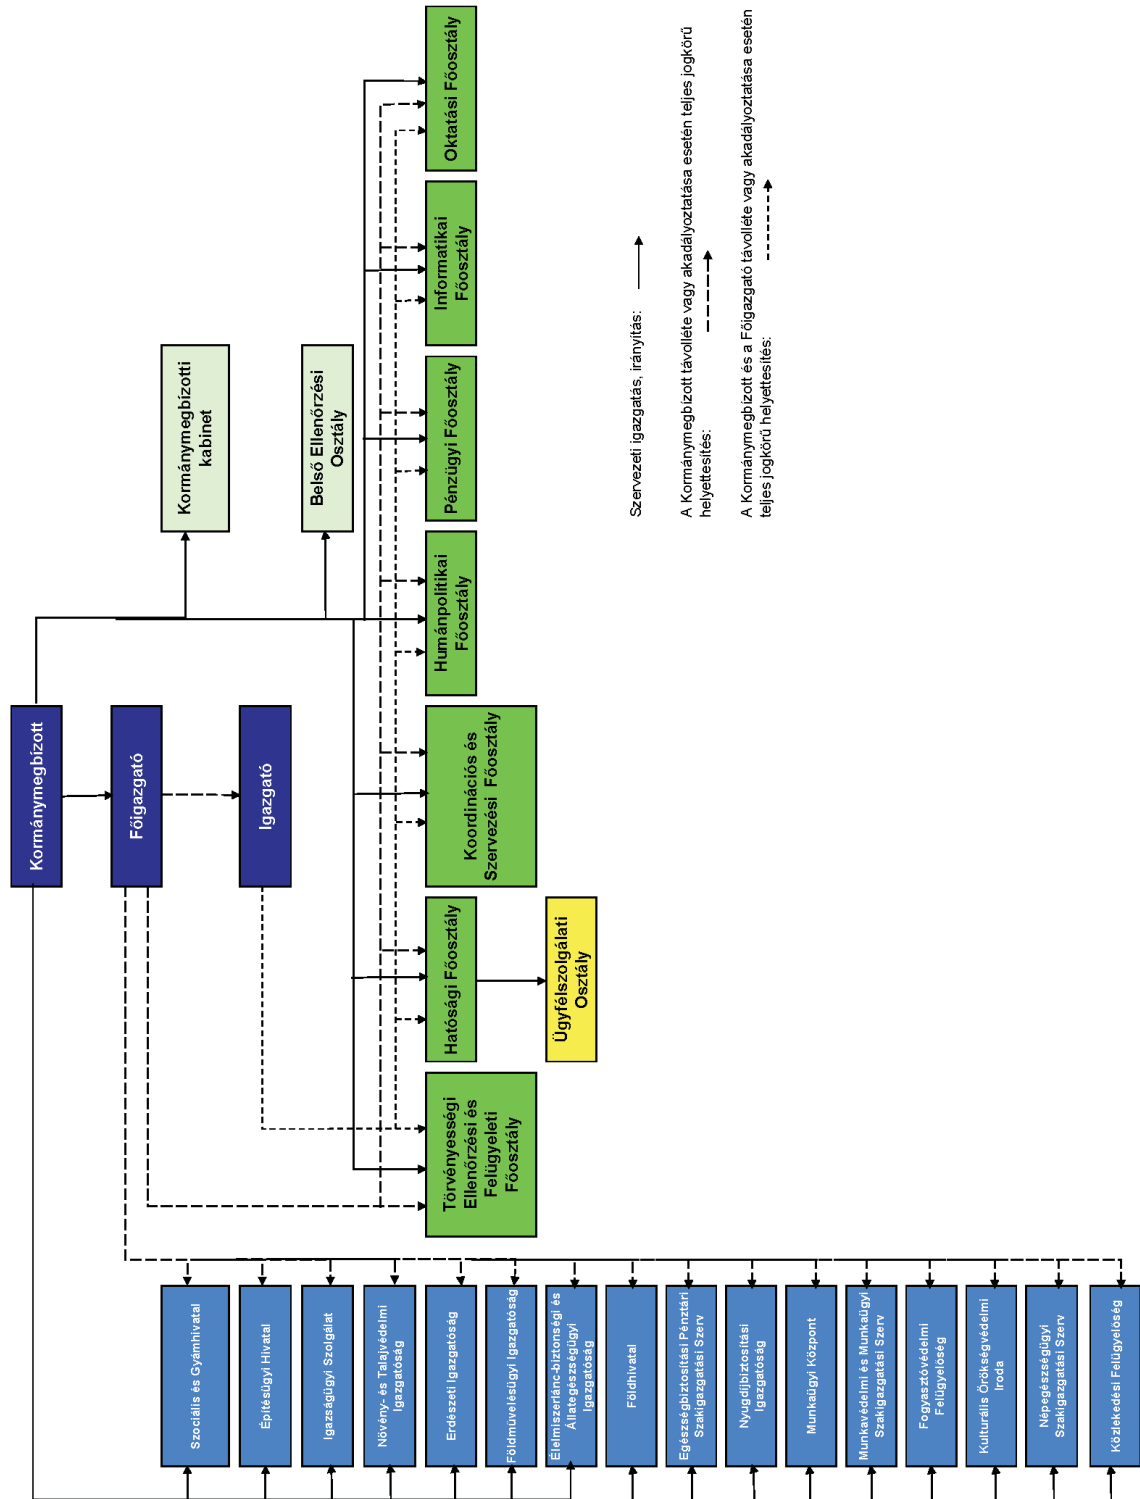 Kormánymegbízott
Főigazgató
Igazgató
Kormánymegbízotti
kabinet
Belső Ellenőrzési
Osztály
Törvényességi
Ellenőrzési és
Felügyeleti
Főosztály
Hatósági Főosztály
Koordinációs és
Szervezési Főosztály
Humánpolitikai
Főosztály
Pénzügyi Főosztály
Informatikai
Főosztály
Oktatási Főosztály
Ügyfélszolgálati
Osztály
Szociális és Gyámhivatal
Építésügyi Hivatal
Igazságügyi Szolgálat
Növény- és Talajvédelmi
Igazgatóság
Erdészeti Igazgatóság
Földművelésügyi Igazgatóság
Élelmiszerlánc-biztonségi és
Állategészségügyi
Igazgatóság
Földhivatal
Egészségbiztosítási Pénztári
Szakigazgatási Szerv
Nyugdíjbiztosítási
Igazgatóság
Munkaügyi Központ
Munkavédelmi és Munkaügyi
Szakigazgatási Szerv
Fogyasztóvédelmi
Felügyelőség
Kulturális Örökségvédelmi
Iroda
Népegészségügyi
Szakigazgatási Szerv
Közlekedési Felügyelőség
Szervezeti igazgatás, irányítás:
A Kormánymegbízott távolléte vagy akadályoztatása esetén teljes jogkörű
helyettesítés:
A Kormánymegbízott és a Főigazgató távolléte vagy akadályoztatása esetén
teljes jogkörű helyettesítés: